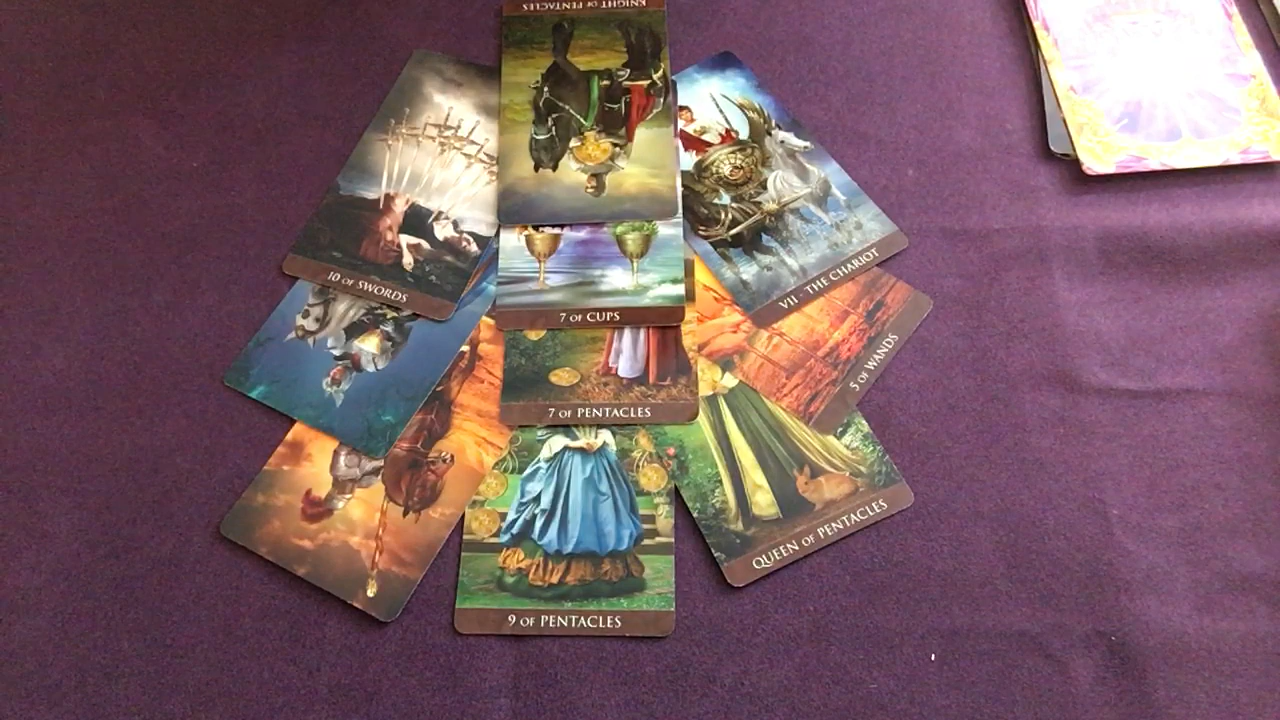 KNIGHT OF PENTACLES
10 OF SWORDS
VII · THE CHARIOT
7 OF CUPS
5 OF WANDS
7 OF PENTACLES
QUEEN OF PENTACLES
9 OF PENTACLES